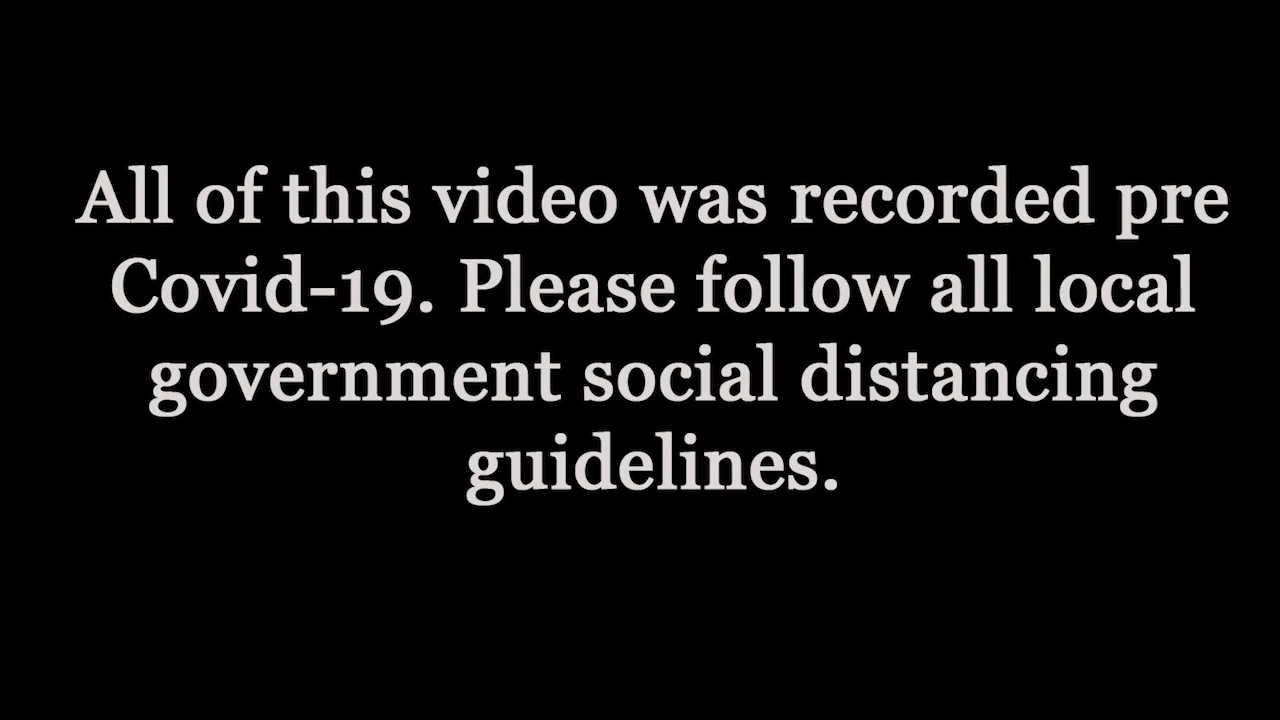 All of this video was recorded pre
Covid-19. Please follow all local
government social distancing
guidelines.